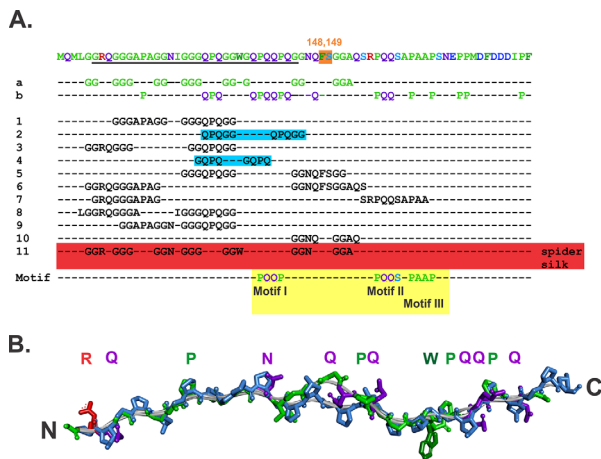 A.
148,149
MQMLGGRQGGGAPAGGNIGGGQPQGGWGQPQQPQGGNQFSGGAQSRPQQSAPAAPSNEPPMDFDDDIPF
a ----GG--GGG---GG--GGG---GG-G------GG----GGA--------------------------
b ------------P--------QPQ----QPQQPQ---Q--------PQQ--P--P---PP-------P-
1 --------GGGAPAGG--GGGQPQGG-------------------------------------------
2 ---------------------QPQGG-----QPQGG---------------------------------
3 ----GGRQGGG--------GGQPQGG-------------------------------------------
4 --------------------GQPQ---GQPQ--------------------------------------
5 ------------------GGGQPQGG--------GGNQFSGG---------------------------
6 ----GGRQGGGAPAG-------------------GGNQFSGGAQS------------------------
7 ----GGRQGGGAPAG-----------------------------SRPQQSAPAA---------------
8 ---LGGRQGGGA-----IGGGQPQGG-------------------------------------------
9 ---------GGAPAGGN-GGGQPQGG-------------------------------------------
10 ----------------------------------GGNQ--GGAQ-------------------------
11 ----GGR-GGG---GGN-GGG---GGW-------GGN---GGA-------------------------- spider
silk
Motif -----------------------------PQQP-------------PQQS-PAAP--------------
Motif I Motif II
Motif III
B.
R Q P N Q PQ W P QQP Q
N C